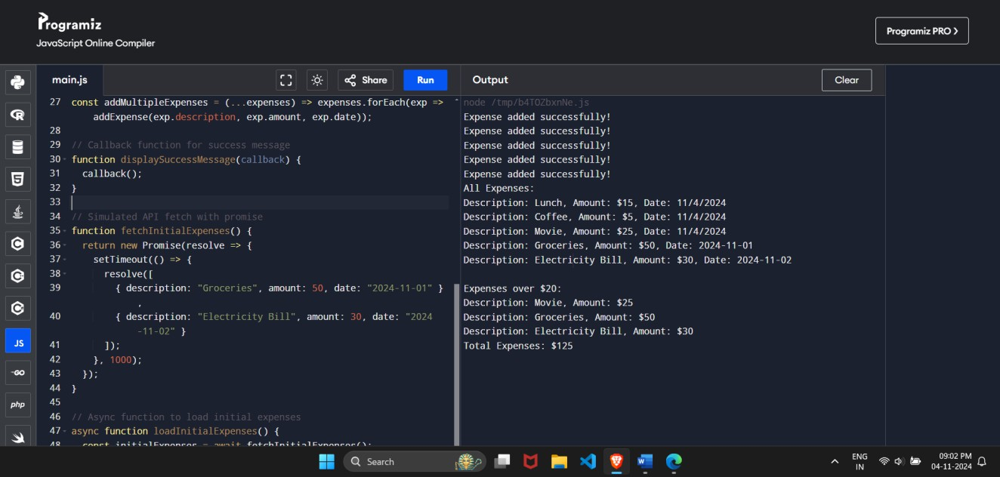 Programiz
JavaScript Online Compiler
Programiz PRO >
main.js
Share
Run
Output
Clear
27 const addMultipleExpenses = (...expenses) => expenses.forEach(exp =>
addExpense(exp.description, exp.amount, exp.date));
28
29 // Callback function for success message
30 function displaySuccessMessage(callback) {
31 callback();
32 }
33
34 // Simulated API fetch with promise
35 function fetchInitialExpenses() {
36 return new Promise(resolve => {
37 setTimeout(() => {
38 resolve([
39 { description: "Groceries", amount: 50, date: "2024-11-01" }
,
40 { description: "Electricity Bill", amount: 30, date: "2024
-11-02" }
41 ]);
42 }, 1000);
43 });
44 }
45
46 // Async function to load initial expenses
47 async function loadInitialExpenses() {
48 const initialExpenses = await fetchInitialExpenses();
node /tmp/b4TOZbxnNe.js
Expense added successfully!
Expense added successfully!
Expense added successfully!
Expense added successfully!
Expense added successfully!
All Expenses:
Description: Lunch, Amount: $15, Date: 11/4/2024
Description: Coffee, Amount: $5, Date: 11/4/2024
Description: Movie, Amount: $25, Date: 11/4/2024
Description: Groceries, Amount: $50, Date: 2024-11-01
Description: Electricity Bill, Amount: $30, Date: 2024-11-02
Expenses over $20:
Description: Movie, Amount: $25
Description: Groceries, Amount: $50
Description: Electricity Bill, Amount: $30
Total Expenses: $125
R
5
C
JS
GO
php
Search
W
ENG
IN
09:02 PM
04-11-2024